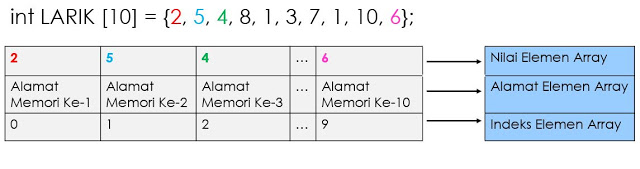 int LARIK [10] = {2, 5, 4, 8, 1, 3, 7, 1, 10, 6};
2 5 4 ... 6 Nilai Elemen Array
Alamat Alamat Alamat ... Alamat Alamat Elemen Array
Memori Ke-1 Memori Ke-2 Memori Ke-3 Memori Ke-10
0 1 2 ... 9 Indeks Elemen Array